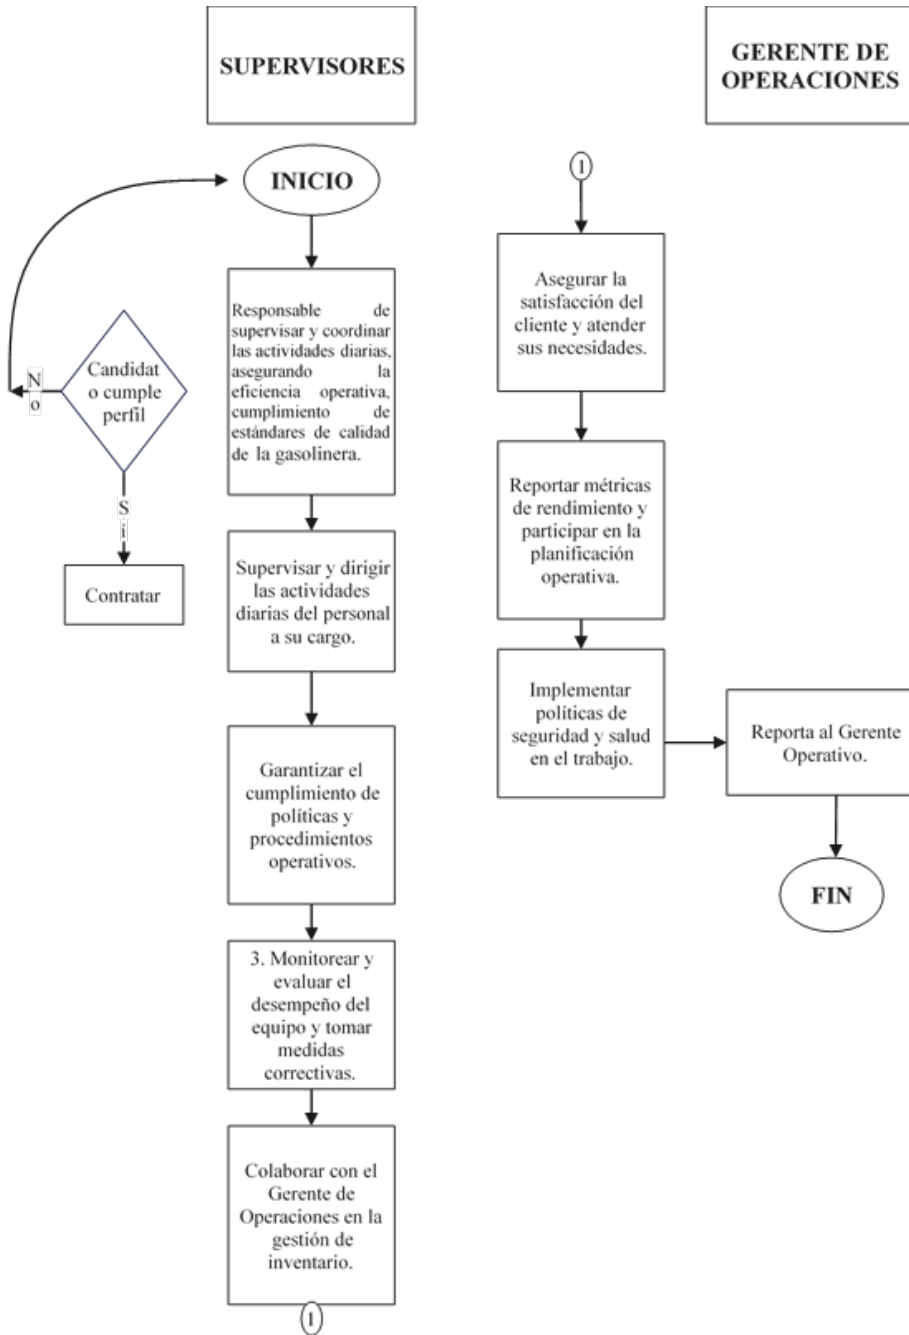 SUPERVISORES
GERENTE DE
OPERACIONES
INICIO
Responsable de
supervisar y coordinar
las actividades diarias,
asegurando la
eficiencia operativa,
cumplimiento de
estándares de calidad
de la gasolinera.
Candidat
o cumple
perfil
N
o
S
í
Contratar
Supervisar y dirigir
las actividades
diarias del personal
a su cargo.
Garantizar el
cumplimiento de
políticas y
procedimientos
operativos.
3. Monitorear y
evaluar el
desempeño del
equipo y tomar
medidas
correctivas.
Colaborar con el
Gerente de
Operaciones en la
gestión de
inventario.
1
1
Asegurar la
satisfacción del
cliente y atender
sus necesidades.
Reportar métricas
de rendimiento y
participar en la
planificación
operativa.
Implementar
políticas de
seguridad y salud
en el trabajo.
Reporta al Gerente
Operativo.
FIN